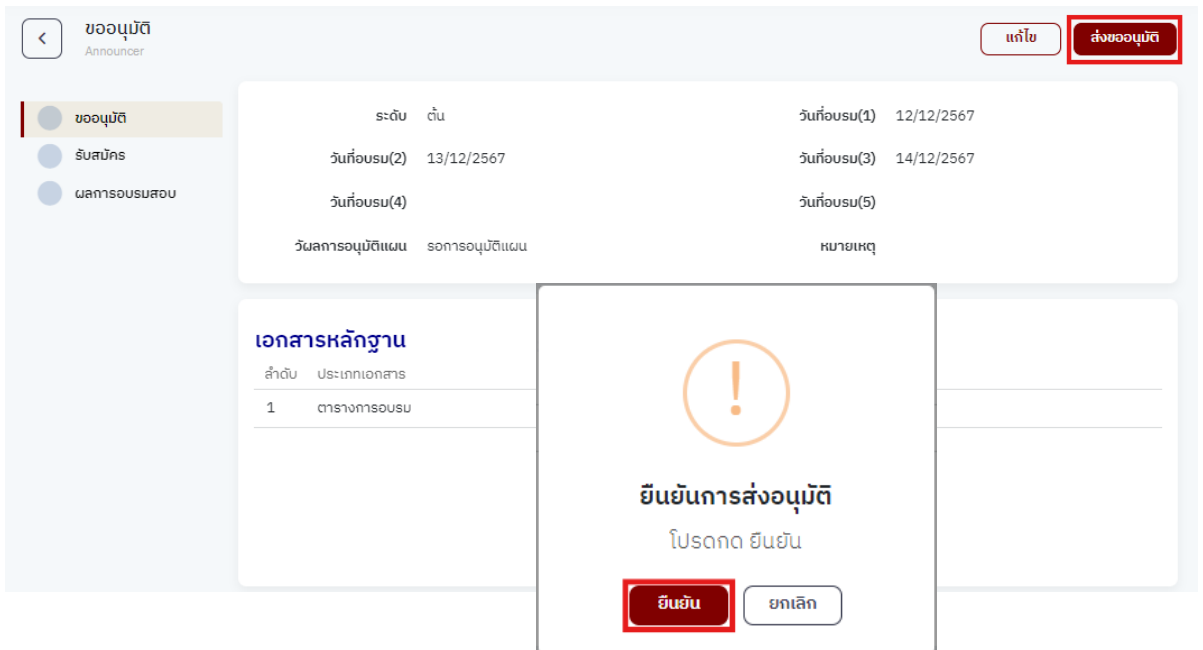 ขออนุมัติ
Announcer
แก้ไข
ส่งขออนุมัติ
ขออนุมัติ
รับสมัคร
ผลการอบรมสอบ
ระดับ ต้น วันที่อบรม(1) 12/12/2567
วันที่อบรม(2) 13/12/2567 วันที่อบรม(3) 14/12/2567
วันที่อบรม(4) วันที่อบรม(5)
วัผลการอนุมัติแผน รอการอนุมัติแผน หมายเหตุ
เอกสารหลักฐาน
ลำดับ ประเภทเอกสาร
1 ตารางการอบรม
!
ยืนยันการส่งอนุมัติ
โปรดกด ยืนยัน
ยืนยัน ยกเลิก